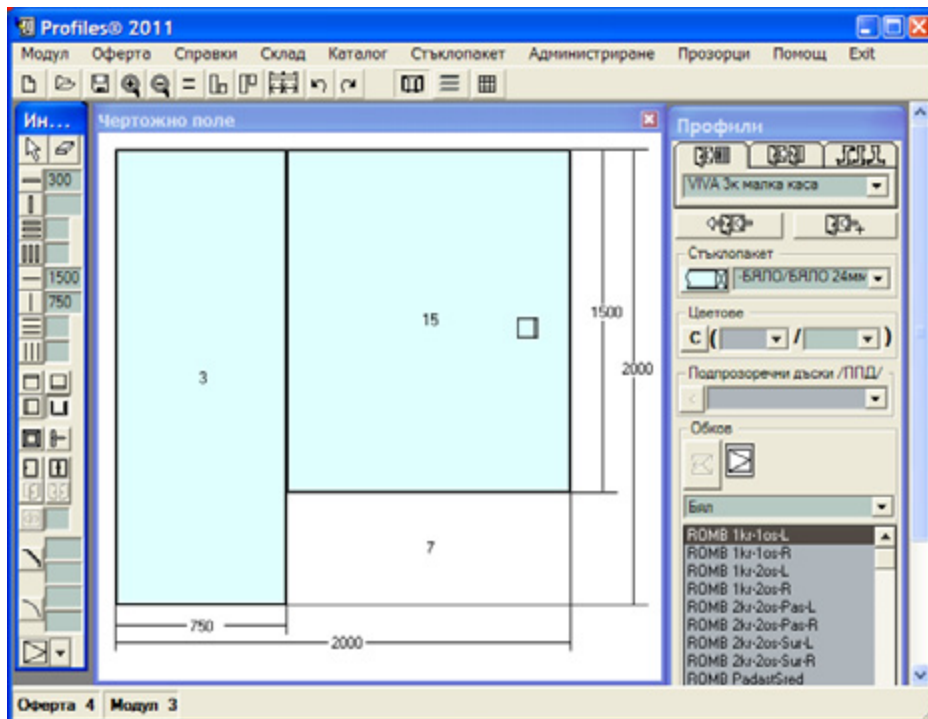 Profiles® 2011
Модул Оферта Справки Склад Каталог Стъклопакет Администриране Прозорци Помощ Exit
Ин...
300
1500
750
Чертожно поле
3
15
7
1500
2000
750
2000
Профили
VIVA 3к малка каса
Стъклопакет
-БЯЛО/БЯЛО 24мм
Цветове
C ( / )
Подпрозоречни дъски /ППД/
<
Обков
Бял
ROMB 1kr-1os-L
ROMB 1kr-1os-R
ROMB 1kr-2os-L
ROMB 1kr-2os-R
ROMB 2kr-2os-Pas-L
ROMB 2kr-2os-Pas-R
ROMB 2kr-2os-Sur-L
ROMB 2kr-2os-Sur-R
ROMB PadastSred
Оферта 4 Модул 3